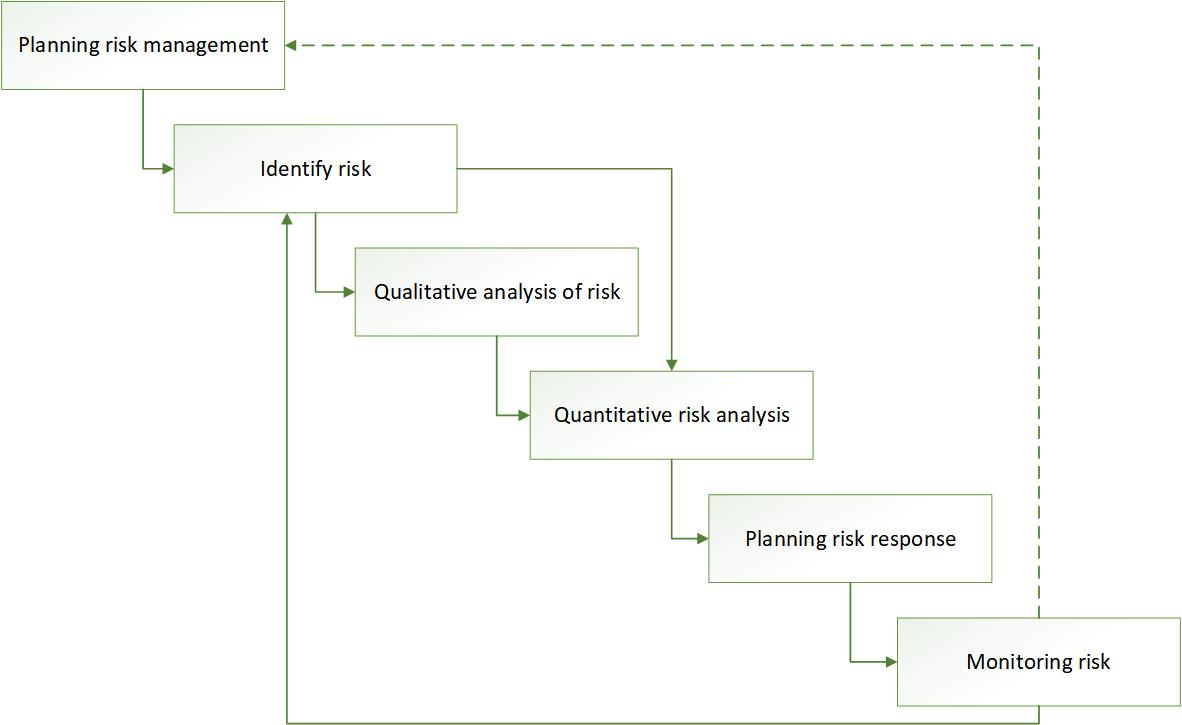 Planning risk management
Identify risk
Qualitative analysis of risk
Quantitative risk analysis
Planning risk response
Monitoring risk